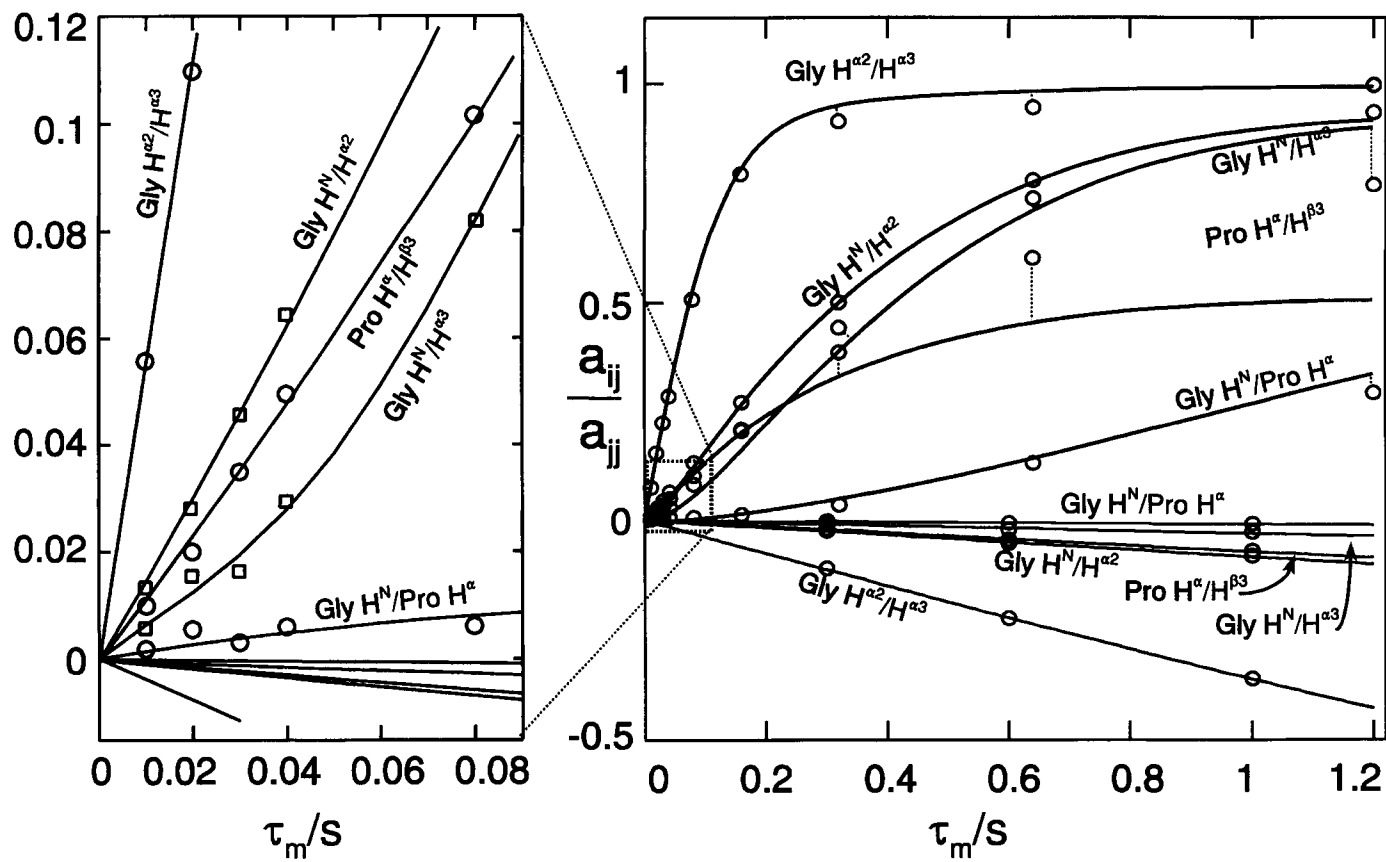 0.12
0.1
0.08
0.06
0.04
0.02
0
Gly Hα2/Hα3
Gly HN/Hα2
Pro Hα/Hβ3
Gly HN/Hα3
Gly HN/Pro Hα
0 0.02 0.04 0.06 0.08
τm/s
1
0.5
aij
ajj
0
-0.5
Gly Hα2/Hα3
Gly HN/Hα3
Gly HN/Hα2
Pro Hα/Hβ3
Gly HN/Pro Hα
Gly HN/Pro Hα
Gly HN/Hα2
Pro Hα/Hβ3
Gly Hα2/Hα3
Gly HN/Hα3
0 0.2 0.4 0.6 0.8 1 1.2
τm/s